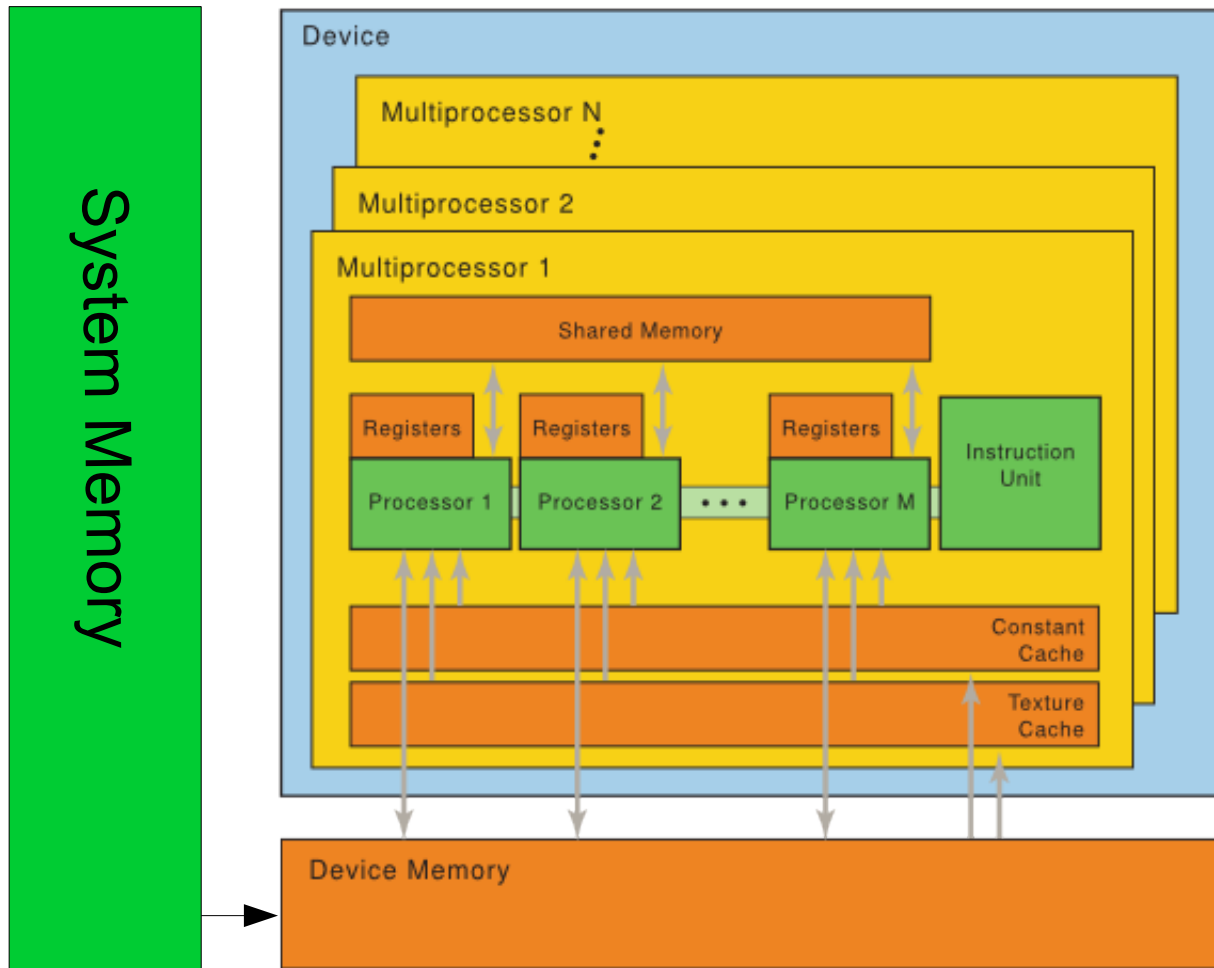 System Memory
Device
Multiprocessor N
Multiprocessor 2
Multiprocessor 1
Shared Memory
Registers
Registers
Registers
Instruction
Unit
Processor 1
Processor 2
Processor M
Constant
Cache
Texture
Cache
Device Memory